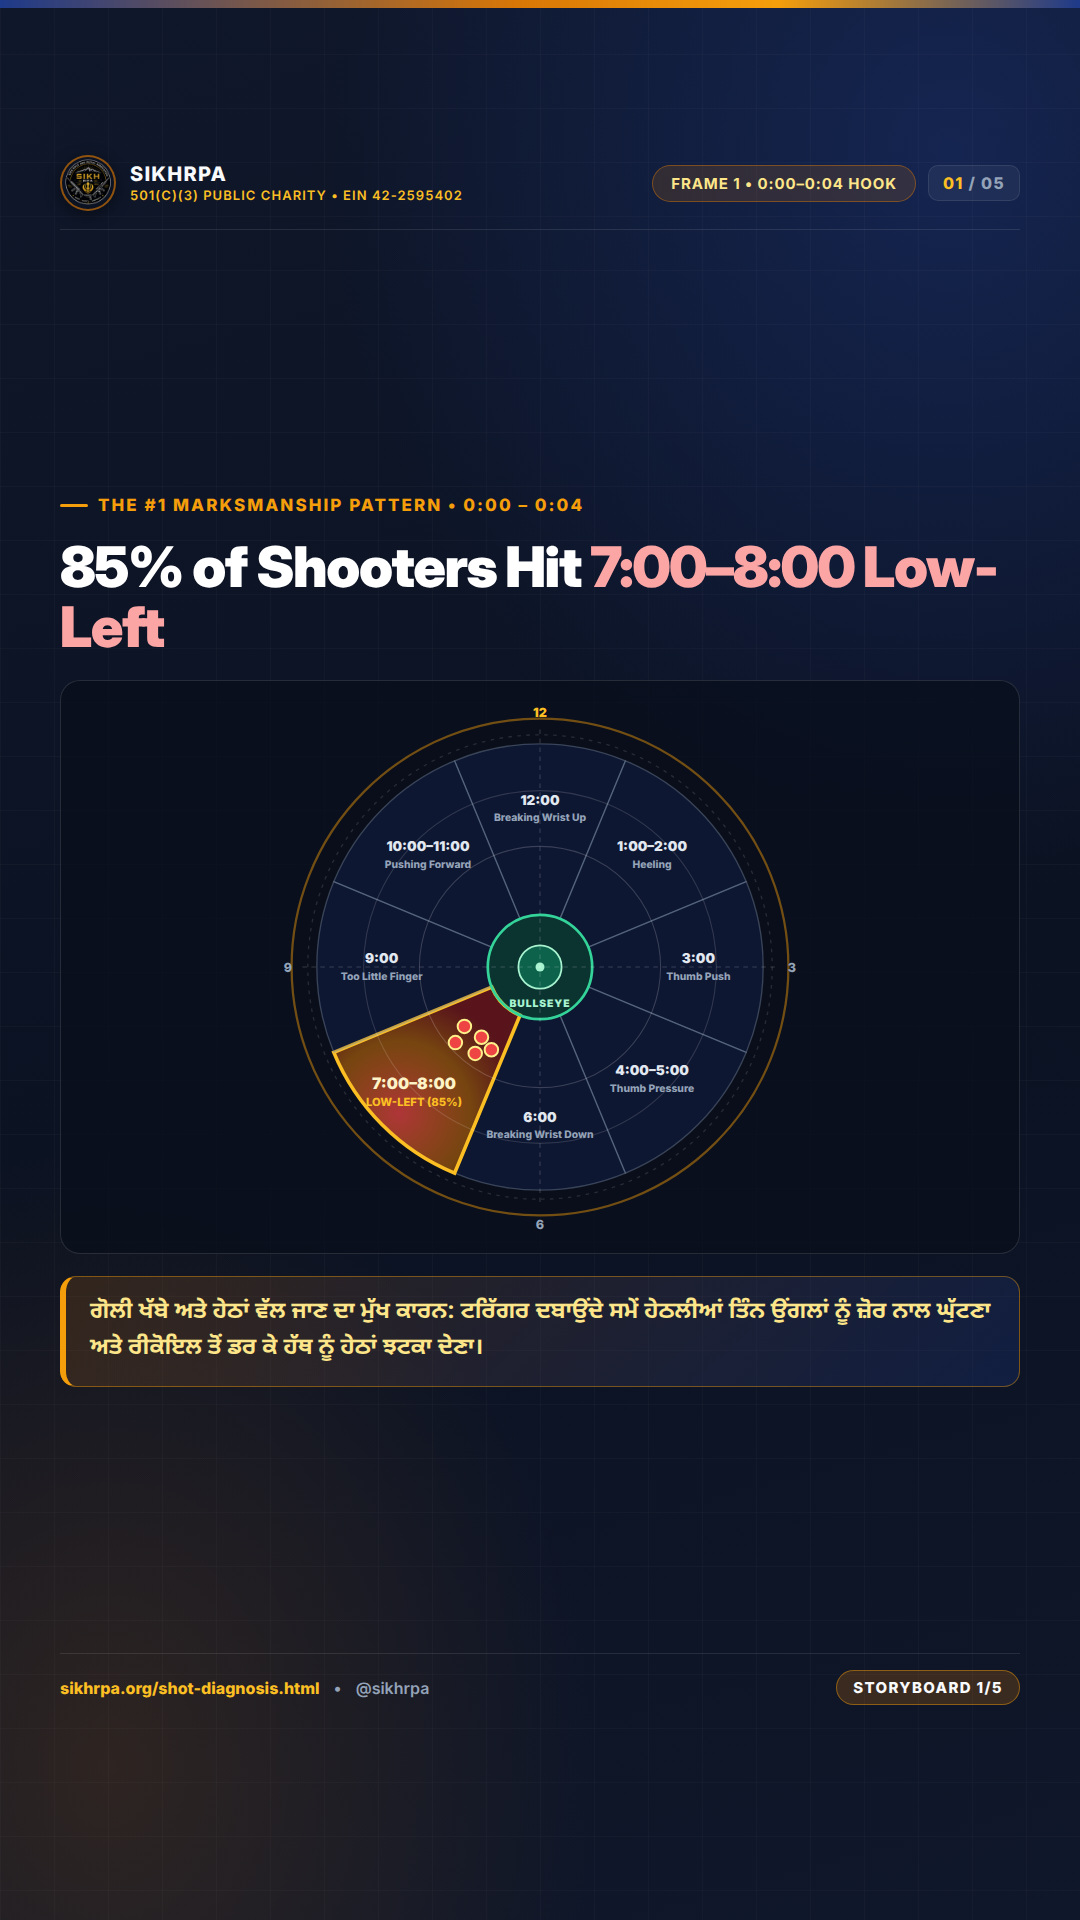 SIKH
SIKHRPA
501(C)(3) PUBLIC CHARITY • EIN 42-2595402
FRAME 1 • 0:00–0:04 HOOK
01 / 05
THE #1 MARKSMANSHIP PATTERN • 0:00 – 0:04
85% of Shooters Hit 7:00–8:00 Low-
Left
12
12:00
Breaking Wrist Up
10:00–11:00
Pushing Forward
1:00–2:00
Heeling
9
9:00
Too Little Finger
3:00
Thumb Push
3
BULLSEYE
7:00–8:00
LOW-LEFT (85%)
4:00–5:00
Thumb Pressure
6:00
Breaking Wrist Down
6
ਗੋਲੀ ਖੱਬੇ ਅਤੇ ਹੇਠਾਂ ਵੱਲ ਜਾਣ ਦਾ ਮੁੱਖ ਕਾਰਨ: ਟਰਿੱਗਰ ਦਬਾਉਂਦੇ ਸਮੇਂ ਹੇਠਲੀਆਂ ਤਿੰਨ ਉਂਗਲਾਂ ਨੂੰ ਜ਼ੋਰ ਨਾਲ ਘੁੱਟਣਾ
ਅਤੇ ਰੀਕੋਇਲ ਤੋਂ ਡਰ ਕੇ ਹੱਥ ਨੂੰ ਹੇਠਾਂ ਝਟਕਾ ਦੇਣਾ।
sikhrpa.org/shot-diagnosis.html • @sikhrpa
STORYBOARD 1/5